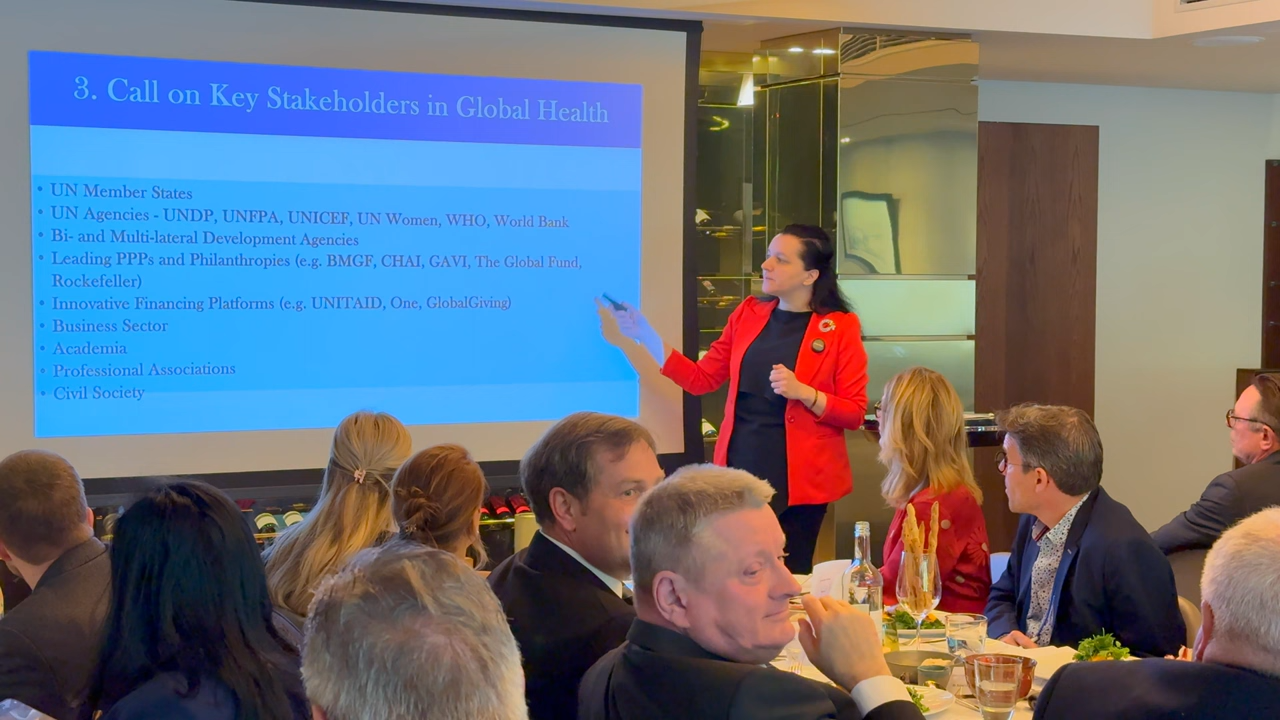 3. Call on Key Stakeholders in Global Health
• UN Member States
• UN Agencies - UNDP, UNFPA, UNICEF, UN Women, WHO, World Bank
• Bi- and Multi-lateral Development Agencies
• Leading PPPs and Philanthropies (e.g. BMGF, CHAI, GAVI, The Global Fund,
Rockefeller)
• Innovative Financing Platforms (e.g. UNITAID, One, GlobalGiving)
• Business Sector
• Academia
• Professional Associations
• Civil Society